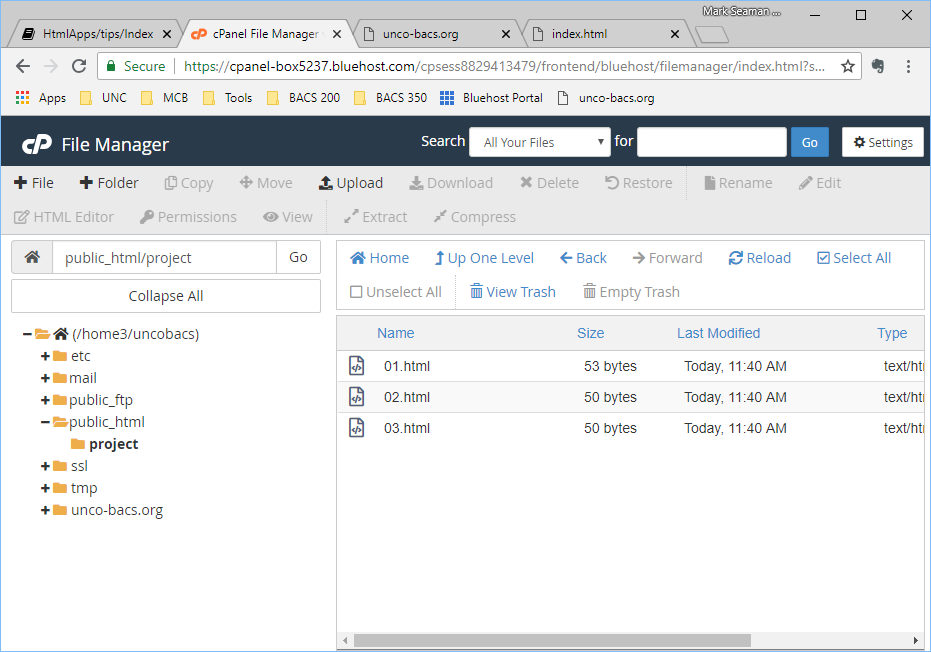 Mark Seaman ...
HtmlApps/tips/Index
cPanel File Manager
unco-bacs.org
index.html
Secure
https://cpanel-box5237.bluehost.com/cpsess8829413479/frontend/bluehost/filemanager/index.html?s...
Apps UNC MCB Tools BACS 200 BACS 350 Bluehost Portal unco-bacs.org
cP File Manager
Search All Your Files for Go Settings
File Folder Copy Move Upload Download Delete Restore Rename Edit
HTML Editor Permissions View Extract Compress
public_html/project Go
Collapse All
(/home3/uncobacs)
etc
mail
public_ftp
public_html
project
ssl
tmp
unco-bacs.org
Home Up One Level Back Forward Reload Select All
Unselect All View Trash Empty Trash
Name Size Last Modified Type
01.html 53 bytes Today, 11:40 AM text/ht
02.html 50 bytes Today, 11:40 AM text/ht
03.html 50 bytes Today, 11:40 AM text/ht